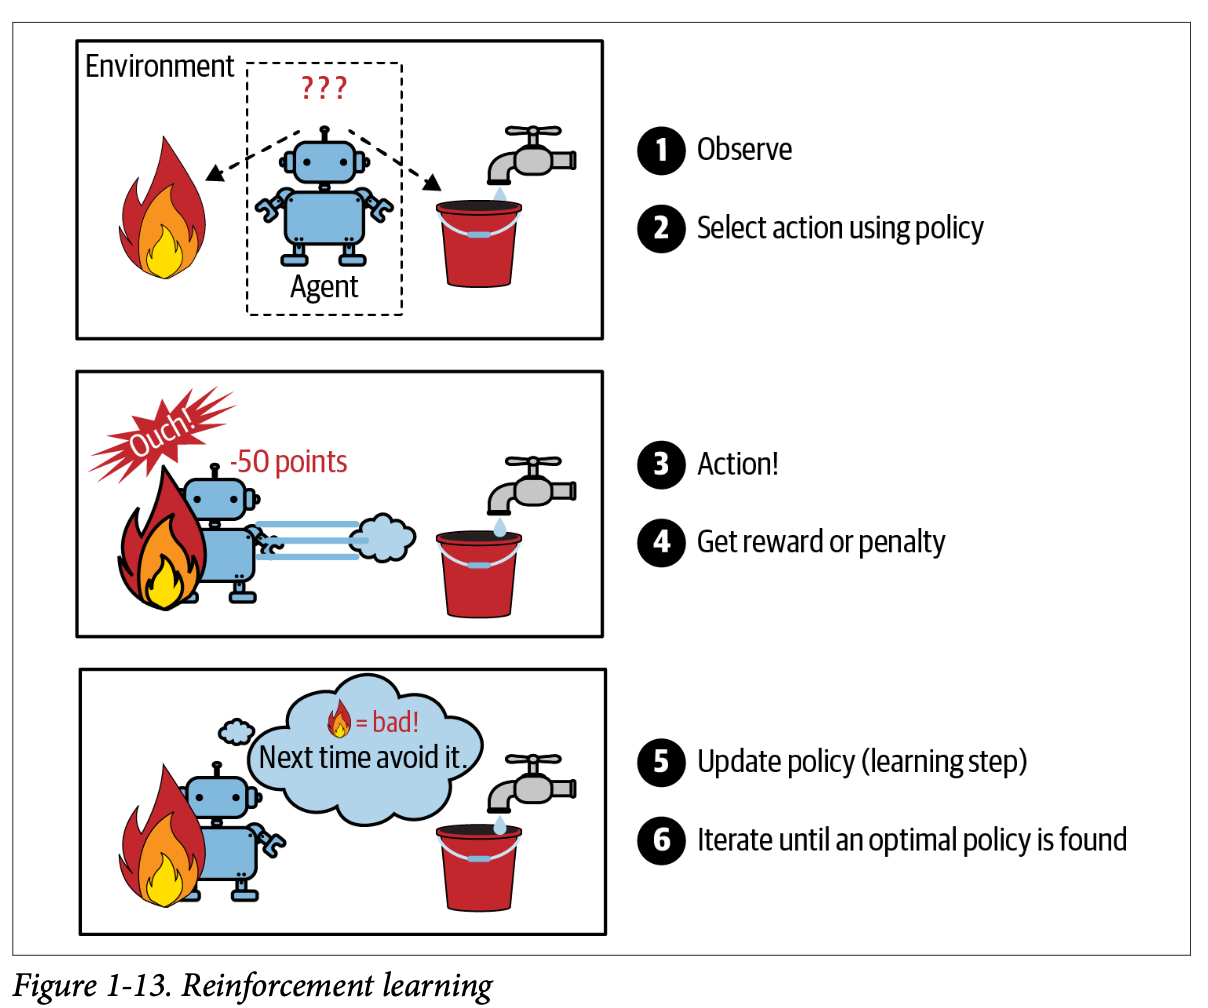 Environment
???
Agent
1 Observe
2 Select action using policy
Ouch!
-50 points
3 Action!
4 Get reward or penalty
= bad!
Next time avoid it.
5 Update policy (learning step)
6 Iterate until an optimal policy is found
Figure 1-13. Reinforcement learning